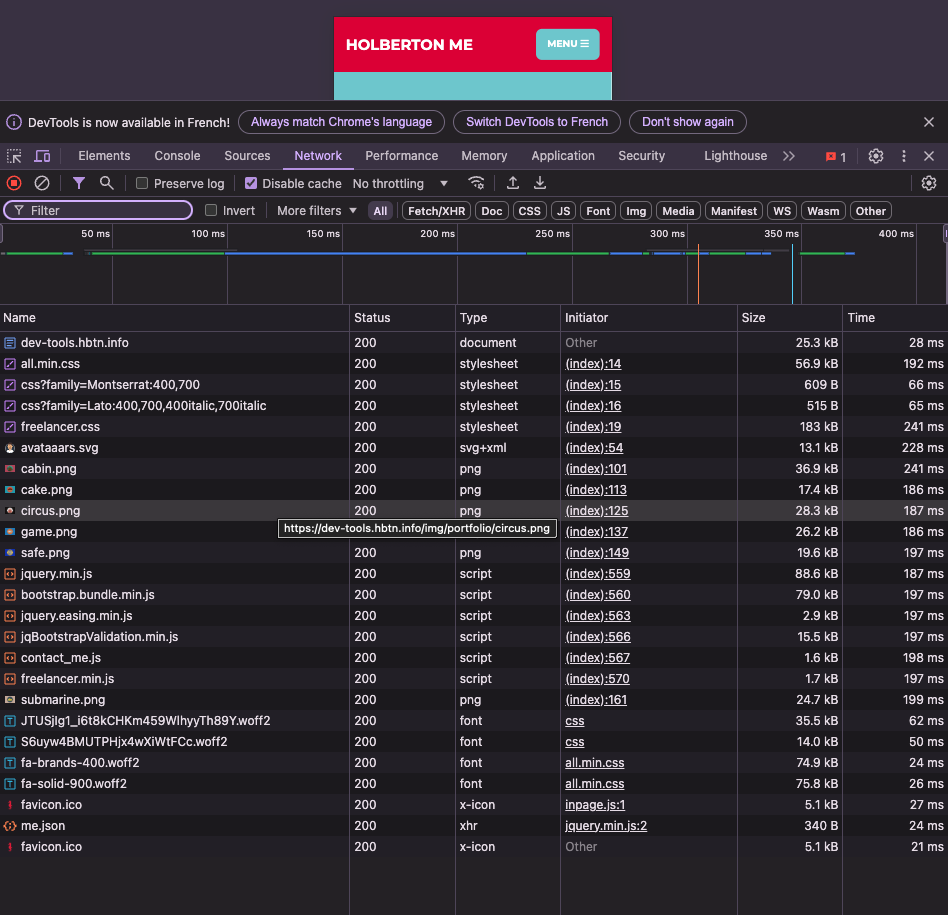 HOLBERTON ME
MENU
DevTools is now available in French! Always match Chrome's language Switch DevTools to French Don't show again
Elements Console Sources Network Performance Memory Application Security Lighthouse 1
Preserve log Disable cache No throttling
Filter Invert More filters All Fetch/XHR Doc CSS JS Font Img Media Manifest WS Wasm Other
50 ms 100 ms 150 ms 200 ms 250 ms 300 ms 350 ms 400 ms
Name Status Type Initiator Size Time
dev-tools.hbtn.info 200 document Other 25.3 kB 28 ms
all.min.css 200 stylesheet (index):14 56.9 kB 192 ms
css?family=Montserrat:400,700 200 stylesheet (index):15 609 B 66 ms
css?family=Lato:400,700,400italic,700italic 200 stylesheet (index):16 515 B 65 ms
freelancer.css 200 stylesheet (index):19 183 kB 241 ms
avataaars.svg 200 svg+xml (index):54 13.1 kB 228 ms
cabin.png 200 png (index):101 36.9 kB 241 ms
cake.png 200 png (index):113 17.4 kB 186 ms
circus.png 200 png (index):125 28.3 kB 187 ms
https://dev-tools.hbtn.info/img/portfolio/circus.png
game.png (index):137 26.2 kB 186 ms
safe.png 200 png (index):149 19.6 kB 197 ms
jquery.min.js 200 script (index):559 88.6 kB 187 ms
bootstrap.bundle.min.js 200 script (index):560 79.0 kB 197 ms
jquery.easing.min.js 200 script (index):563 2.9 kB 197 ms
jqBootstrapValidation.min.js 200 script (index):566 15.5 kB 197 ms
contact_me.js 200 script (index):567 1.6 kB 198 ms
freelancer.min.js 200 script (index):570 1.7 kB 197 ms
submarine.png 200 png (index):161 24.7 kB 199 ms
JTUSjIg1_i6t8kCHKm459WlhyyTh89Y.woff2 200 font css 35.5 kB 62 ms
S6uyw4BMUTPHjx4wXiWtFCc.woff2 200 font css 14.0 kB 50 ms
fa-brands-400.woff2 200 font all.min.css 74.9 kB 24 ms
fa-solid-900.woff2 200 font all.min.css 75.8 kB 26 ms
favicon.ico 200 x-icon inpage.js:1 5.1 kB 27 ms
me.json 200 xhr jquery.min.js:2 340 B 24 ms
favicon.ico 200 x-icon Other 5.1 kB 21 ms